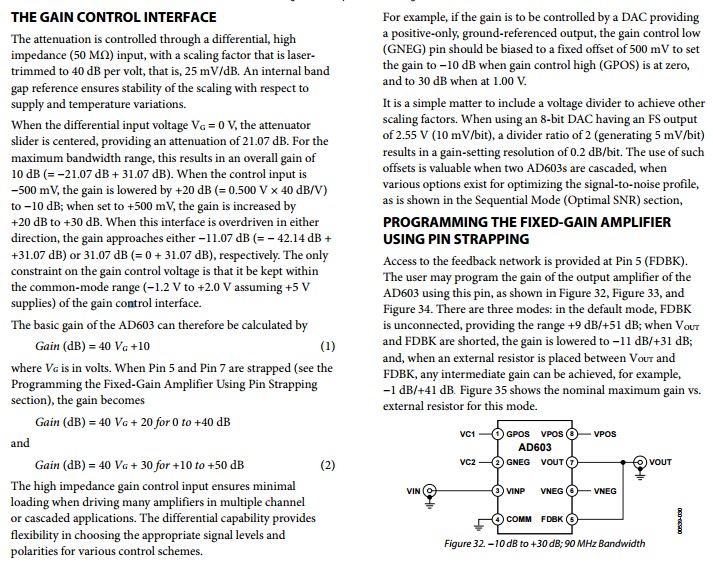 THE GAIN CONTROL INTERFACE
The attenuation is controlled through a differential, high
impedance (50 MΩ) input, with a scaling factor that is laser-
trimmed to 40 dB per volt, that is, 25 mV/dB. An internal band
gap reference ensures stability of the scaling with respect to
supply and temperature variations.
When the differential input voltage VG = 0 V, the attenuator
slider is centered, providing an attenuation of 21.07 dB. For the
maximum bandwidth range, this results in an overall gain of
10 dB (= −21.07 dB + 31.07 dB). When the control input is
−500 mV, the gain is lowered by +20 dB (= 0.500 V × 40 dB/V)
to −10 dB; when set to +500 mV, the gain is increased by
+20 dB to +30 dB. When this interface is overdriven in either
direction, the gain approaches either −11.07 dB (= − 42.14 dB +
+31.07 dB) or 31.07 dB (= 0 + 31.07 dB), respectively. The only
constraint on the gain control voltage is that it be kept within
the common-mode range (−1.2 V to +2.0 V assuming +5 V
supplies) of the gain control interface.
The basic gain of the AD603 can therefore be calculated by
Gain (dB) = 40 VG +10 (1)
where VG is in volts. When Pin 5 and Pin 7 are strapped (see the
Programming the Fixed-Gain Amplifier Using Pin Strapping
section), the gain becomes
Gain (dB) = 40 VG + 20 for 0 to +40 dB
and
Gain (dB) = 40 VG + 30 for +10 to +50 dB (2)
The high impedance gain control input ensures minimal
loading when driving many amplifiers in multiple channel
or cascaded applications. The differential capability provides
flexibility in choosing the appropriate signal levels and
polarities for various control schemes.
For example, if the gain is to be controlled by a DAC providing
a positive-only, ground-referenced output, the gain control low
(GNEG) pin should be biased to a fixed offset of 500 mV to set
the gain to −10 dB when gain control high (GPOS) is at zero,
and to 30 dB when at 1.00 V.
It is a simple matter to include a voltage divider to achieve other
scaling factors. When using an 8-bit DAC having an FS output
of 2.55 V (10 mV/bit), a divider ratio of 2 (generating 5 mV/bit)
results in a gain-setting resolution of 0.2 dB/bit. The use of such
offsets is valuable when two AD603s are cascaded, when
various options exist for optimizing the signal-to-noise profile,
as is shown in the Sequential Mode (Optimal SNR) section,
PROGRAMMING THE FIXED-GAIN AMPLIFIER
USING PIN STRAPPING
Access to the feedback network is provided at Pin 5 (FDBK).
The user may program the gain of the output amplifier of the
AD603 using this pin, as shown in Figure 32, Figure 33, and
Figure 34. There are three modes: in the default mode, FDBK
is unconnected, providing the range +9 dB/+51 dB; when VOUT
and FDBK are shorted, the gain is lowered to −11 dB/+31 dB;
and, when an external resistor is placed between VOUT and
FDBK, any intermediate gain can be achieved, for example,
−1 dB/+41 dB. Figure 35 shows the nominal maximum gain vs.
external resistor for this mode.
VC1 1 GPOS VPOS 8 VPOS
AD603
VC2 2 GNEG VOUT 7 VOUT
VIN 3 VINP VNEG 6 VNEG
4 COMM FDBK 5
Figure 32. −10 dB to +30 dB; 90 MHz Bandwidth